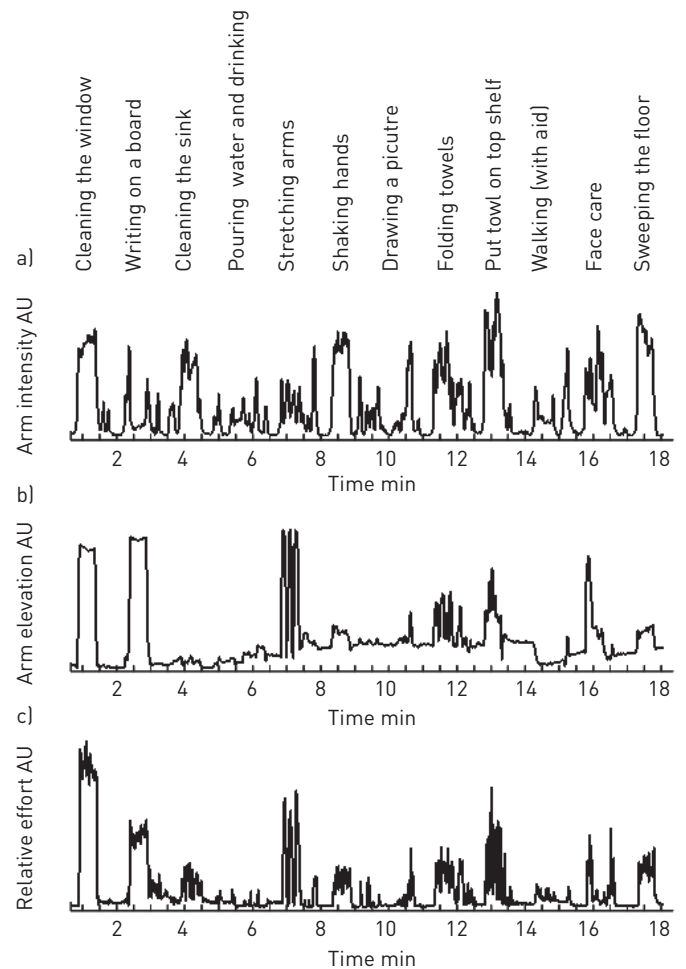 Cleaning the window
Writing on a board
Cleaning the sink
Pouring water and drinking
Stretching arms
Shaking hands
Drawing a picutre
Folding towels
Put towl on top shelf
Walking (with aid)
Face care
Sweeping the floor
a)
Arm intensity AU
2 4 6 8 10 12 14 16 18
Time min
b)
Arm elevation AU
2 4 6 8 10 12 14 16 18
Time min
c)
Relative effort AU
2 4 6 8 10 12 14 16 18
Time min